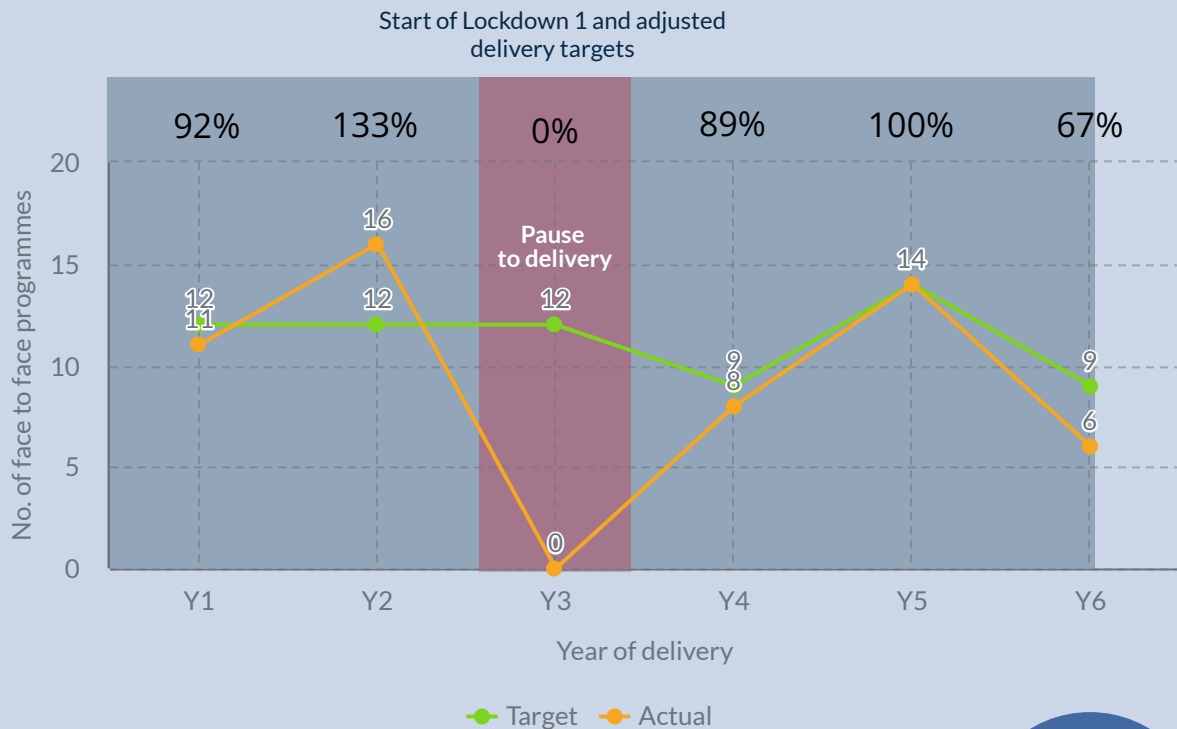 Start of Lockdown 1 and adjusted
delivery targets
92% 133% 0% 89% 100% 67%
20
15
10
5
0
No. of face to face programmes
Pause
to delivery
12
11
16
12
12
0
9
8
14
9
6
Y1 Y2 Y3 Y4 Y5 Y6
Year of delivery
Target Actual